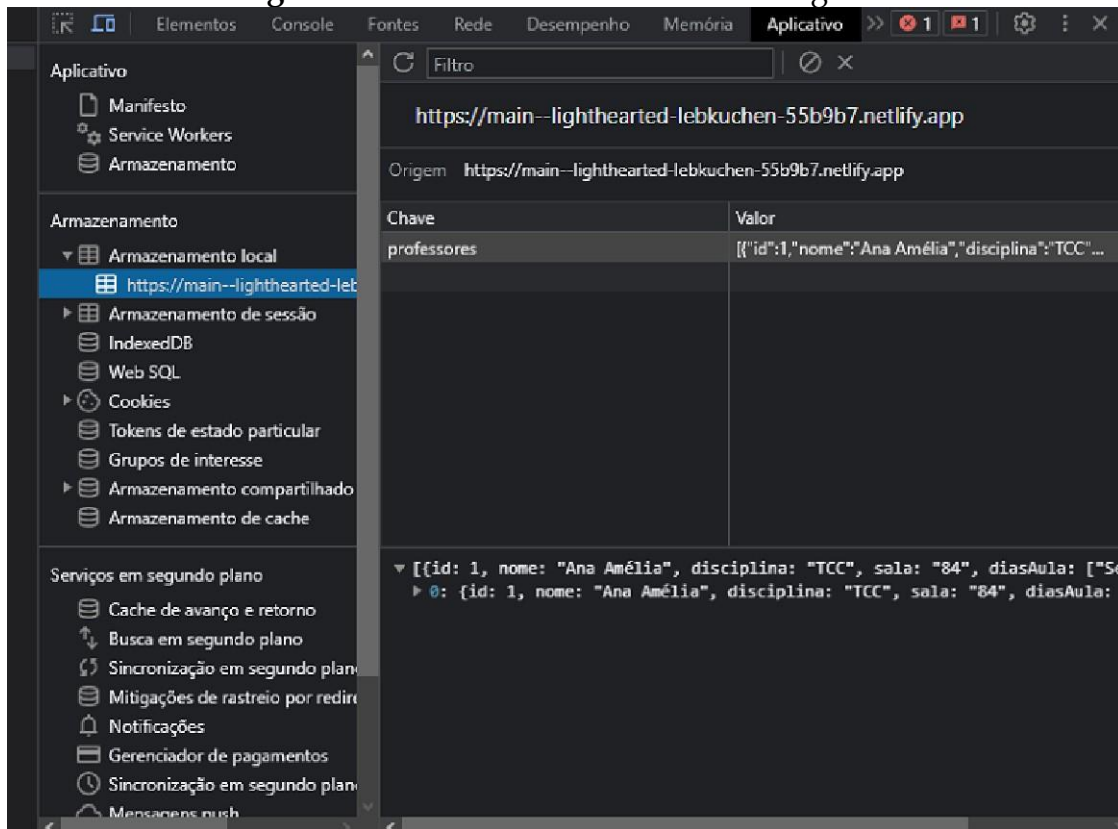 Elementos Console Fontes Rede Desempenho Memória Aplicativo 1 1
Aplicativo
Manifesto
Service Workers
Armazenamento
Armazenamento
Armazenamento local
https://main--lighthearted-leb
Armazenamento de sessão
IndexedDB
Web SQL
Cookies
Tokens de estado particular
Grupos de interesse
Armazenamento compartilhado
Armazenamento de cache
Serviços em segundo plano
Cache de avanço e retorno
Busca em segundo plano
Sincronização em segundo plan
Mitigações de rastreio por redire
Notificações
Gerenciador de pagamentos
Sincronização em segundo plan
Mensagens push
Filtro
https://main--lighthearted-lebkuchen-55b9b7.netlify.app
Origem https://main--lighthearted-lebkuchen-55b9b7.netlify.app
Chave Valor
professores [{"id":1,"nome":"Ana Amélia","disciplina":"TCC"...
[{id: 1, nome: "Ana Amélia", disciplina: "TCC", sala: "84", diasAula: ["Se
0: {id: 1, nome: "Ana Amélia", disciplina: "TCC", sala: "84", diasAula: